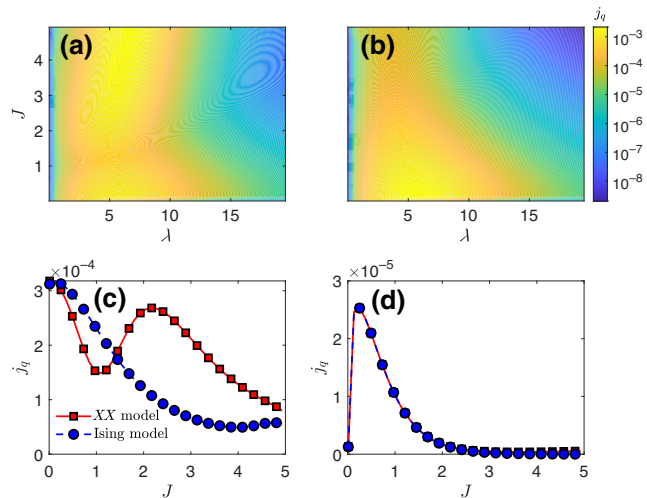 (a)
(b)
j_q
J
4
3
2
1
5
10
15
λ
5
10
15
λ
10^{-3}
10^{-4}
10^{-5}
10^{-6}
10^{-7}
10^{-8}
×10^{-4}
(c)
j_q
3
2
1
0
XX model
Ising model
0
1
2
3
4
5
J
×10^{-5}
(d)
j_q
3
2
1
0
0
1
2
3
4
5
J